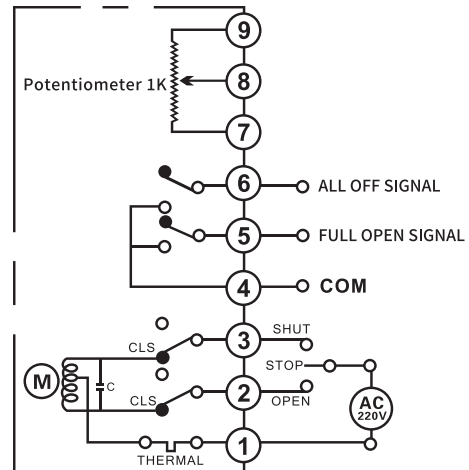 9
Potentiometer 1K
8
7
6
ALL OFF SIGNAL
5
FULL OPEN SIGNAL
4
COM
3
SHUT
CLS
STOP
M
C
2
OPEN
CLS
AC
220V
1
THERMAL